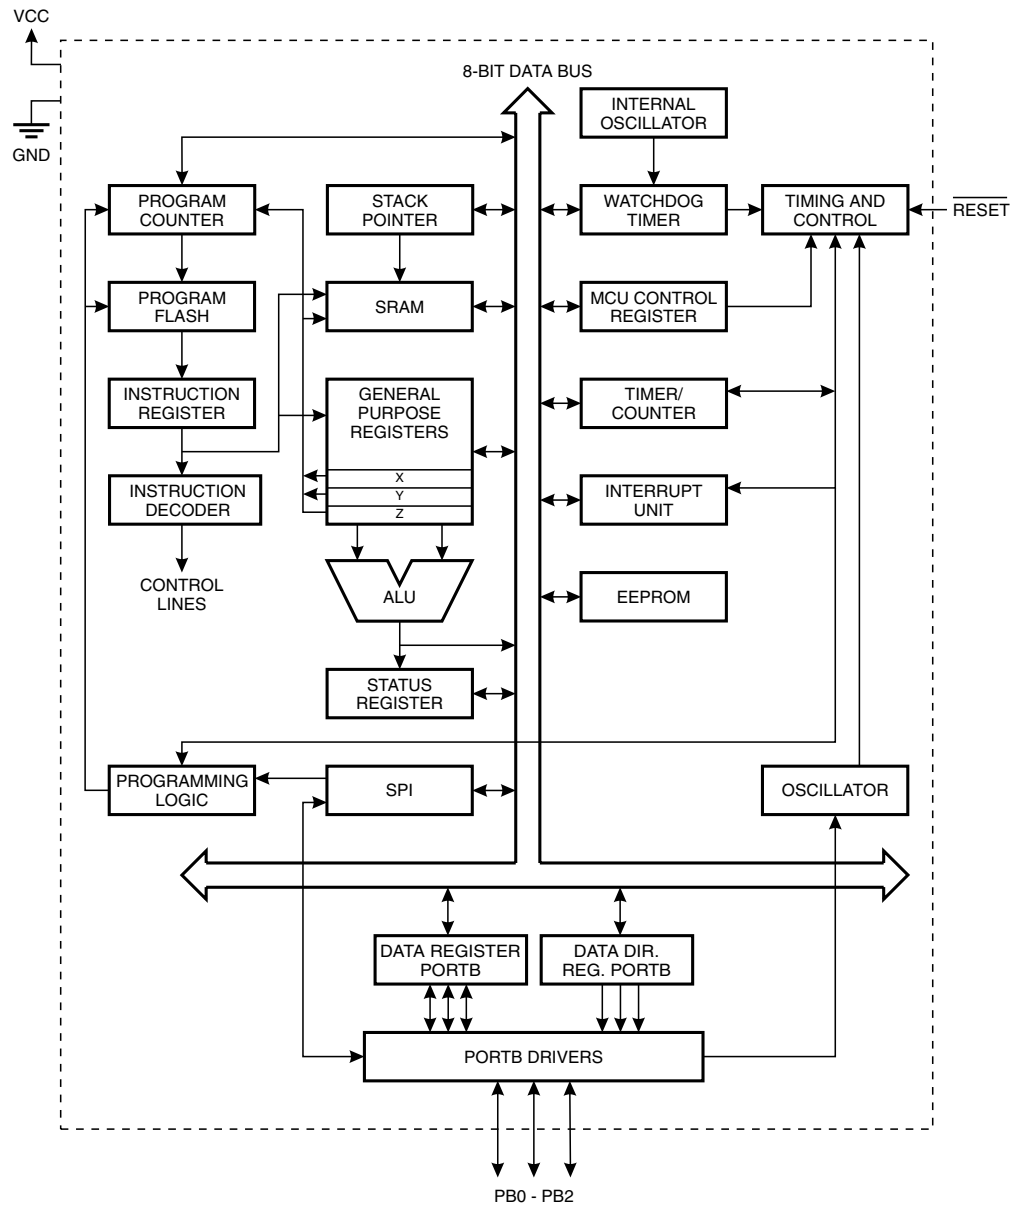 VCC
GND
8-BIT DATA BUS
INTERNAL
OSCILLATOR
PROGRAM
COUNTER
STACK
POINTER
WATCHDOG
TIMER
TIMING AND
CONTROL
RESET
PROGRAM
FLASH
SRAM
MCU CONTROL
REGISTER
INSTRUCTION
REGISTER
GENERAL
PURPOSE
REGISTERS
X
Y
Z
TIMER/
COUNTER
INSTRUCTION
DECODER
INTERRUPT
UNIT
CONTROL
LINES
ALU
EEPROM
STATUS
REGISTER
PROGRAMMING
LOGIC
SPI
OSCILLATOR
DATA REGISTER
PORTB
DATA DIR.
REG. PORTB
PORTB DRIVERS
PB0 - PB2